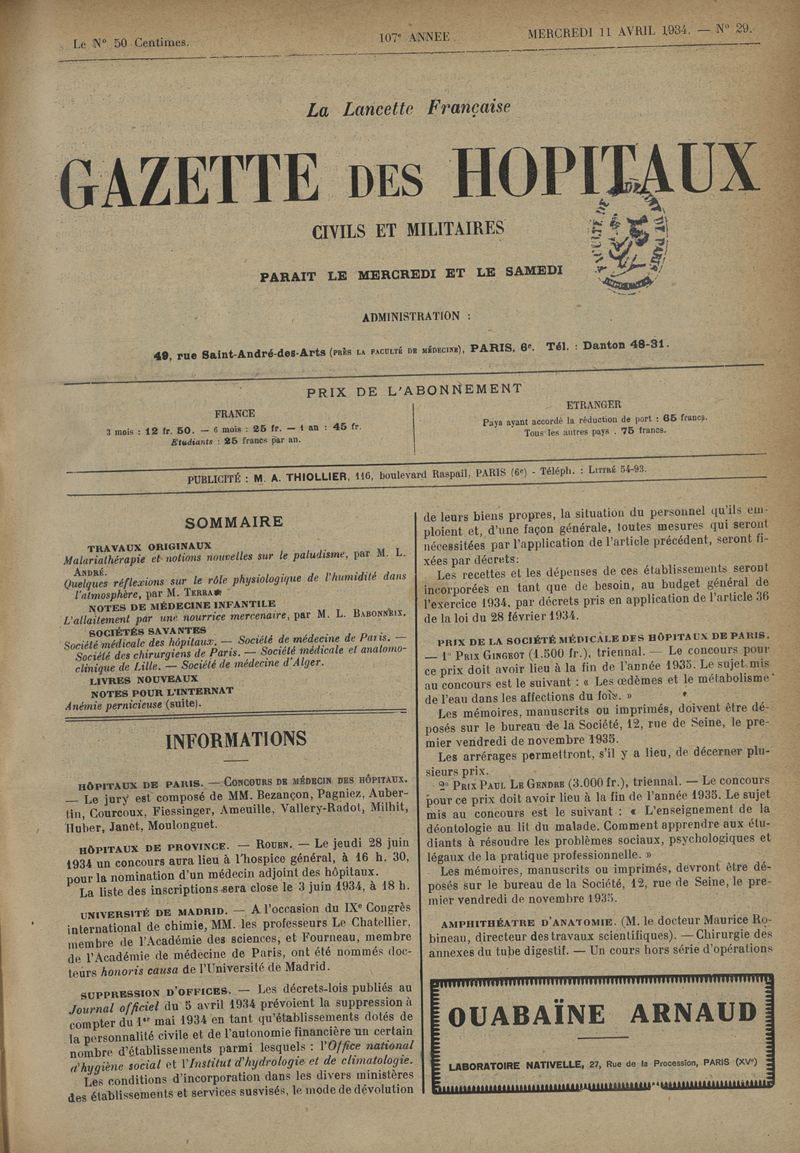 Le N° 50 Centimes.
107e ANNEE
MERCREDI 11 AVRIL 1934. — N° 29.
La Lancette Française
GAZETTE DES HOPITAUX
CIVILS ET MILITAIRES
PARAIT LE MERCREDI ET LE SAMEDI
ADMINISTRATION :
49, rue Saint-André-des-Arts (PRÈS LA FACULTÉ DE MÉDECINE), PARIS, 6e. Tél. : Danton 48-31.
PRIX DE L'ABONNEMENT
FRANCE
3 mois : 12 fr. 50. — 6 mois : 25 fr. — 1 an : 45 fr.
Etudiants : 25 francs par an.
ETRANGER
Pays ayant accordé la réduction de port : 65 francs.
Tous les autres pays . 75 francs.
PUBLICITÉ : M. A. THIOLLIER, 116, boulevard Raspail, PARIS (6e) - Téléph. : LITTRÉ 54-93.
SOMMAIRE
TRAVAUX ORIGINAUX
Malariathérapie et notions nouvelles sur le paludisme, par M. L.
ANDRÉ.
Quelques réflexions sur le rôle physiologique de l'humidité dans
l'atmosphère, par M.
NOTES DE MÉDECINE INFANTILE
L'allaitement par une nourrice mercenaire, par M. L. BABONNEIX.
SOCIÉTÉS SAVANTES
Société médicale des hôpitaux. — Société de médecine de Paris. —
Société des chirurgiens de Paris. — Société médicale et anatomo-
clinique de Lille. — Société de médecine d'Alger.
LIVRES NOUVEAUX
NOTES POUR L'INTERNAT
Anémie pernicieuse (suite).
INFORMATIONS
HÔPITAUX DE PARIS. — CONCOURS DE MÉDECIN DES HÔPITAUX.
— Le jury est composé de MM. Bezançon, Pagniez, Auber-
tin, Courcoux, Fiessinger, Ameuille, Vallery-Radot, Milhit,
Huber, Janet, Moulonguet.
HÔPITAUX DE PROVINCE. — ROUEN. — Le jeudi 28 juin
1934 un concours aura lieu à l'hospice général, à 16 h. 30,
pour la nomination d'un médecin adjoint des hôpitaux.
La liste des inscriptions sera close le 3 juin 1934, à 18 h.
UNIVERSITÉ DE MADRID. — A l'occasion du IXe Congrès
international de chimie, MM. les professeurs Le Chatellier,
membre de l'Académie des sciences, et Fourneau, membre
de l'Académie de médecine de Paris, ont été nommés doc-
teurs honoris causa de l'Université de Madrid.
SUPPRESSION D'OFFICES. — Les décrets-lois publiés au
Journal officiel du 5 avril 1934 prévoient la suppression à
compter du 1er mai 1934 en tant qu'établissements dotés de
la personnalité civile et de l'autonomie financière un certain
nombre d'établissements parmi lesquels : l'Office national
d'hygiène social et l'Institut d'hydrologie et de climatologie.
Les conditions d'incorporation dans les divers ministères
des établissements et services susvisés, le mode de dévolution
de leurs biens propres, la situation du personnel qu'ils em-
ploient et, d'une façon générale, toutes mesures qui seront
nécessitées par l'application de l'article précédent, seront fi-
xées par décrets:
Les recettes et les dépenses de ces établissements seront
incorporées en tant que de besoin, au budget général de
l'exercice 1934, par décrets pris en application de l'article 36
de la loi du 28 février 1934.
PRIX DE LA SOCIÉTÉ MÉDICALE DES HÔPITAUX DE PARIS.
— 1° PRIX GINGEOT (1.500 fr.), triennal. — Le concours pour
ce prix doit avoir lieu à la fin de l'année 1935. Le sujet mis
au concours est le suivant : « Les œdèmes et le métabolisme
de l'eau dans les affections du foie. »
Les mémoires, manuscrits ou imprimés, doivent être dé-
posés sur le bureau de la Société, 12, rue de Seine, le pre-
mier vendredi de novembre 1935.
Les arrérages permettront, s'il y a lieu, de décerner plu-
sieurs prix.
2° PRIX PAUL LE GENDRE (3.000 fr.), triennal. — Le concours
pour ce prix doit avoir lieu à la fin de l'année 1935. Le sujet
mis au concours est le suivant : « L'enseignement de la
déontologie au lit du malade. Comment apprendre aux étu-
diants à résoudre les problèmes sociaux, psychologiques et
légaux de la pratique professionnelle. »
Les mémoires, manuscrits ou imprimés, devront être dé-
posés sur le bureau de la Société, 12, rue de Seine, le pre-
mier vendredi de novembre 1935.
AMPHITHÉATRE D'ANATOMIE. (M. le docteur Maurice Ro-
bineau, directeur des travaux scientifiques). — Chirurgie des
annexes du tube digestif. — Un cours hors série d'opérations
OUABAÏNE ARNAUD
LABORATOIRE NATIVELLE, 27, Rue de la Procession, PARIS (XVe)